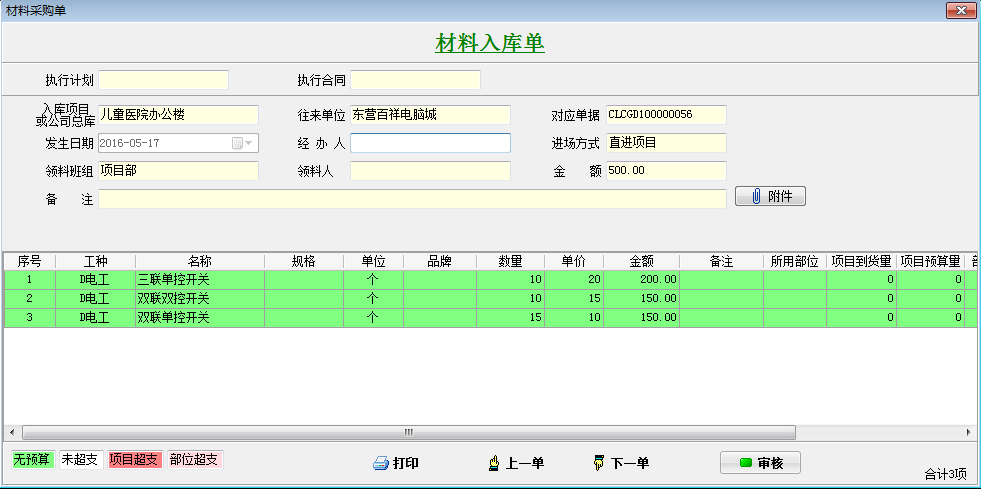 材料采购单
材料入库单
执行计划 执行合同
入库项目或公司总库 儿童医院办公楼 往来单位 东营百祥电脑城 对应单据 CLCGD100000056
发生日期 2016-05-17 经 办 人 进场方式 直进项目
领料班组 项目部 领料人 金 额 500.00
备 注 附件
序号 工种 名称 规格 单位 品牌 数量 单价 金额 备注 所用部位 项目到货量 项目预算量
1 D电工 三联单控开关 个 10 20 200.00 0 0
2 D电工 双联双控开关 个 10 15 150.00 0 0
3 D电工 双联单控开关 个 15 10 150.00 0 0
无预算 未超支 项目超支 部位超支 打印 上一单 下一单 审核
合计3项